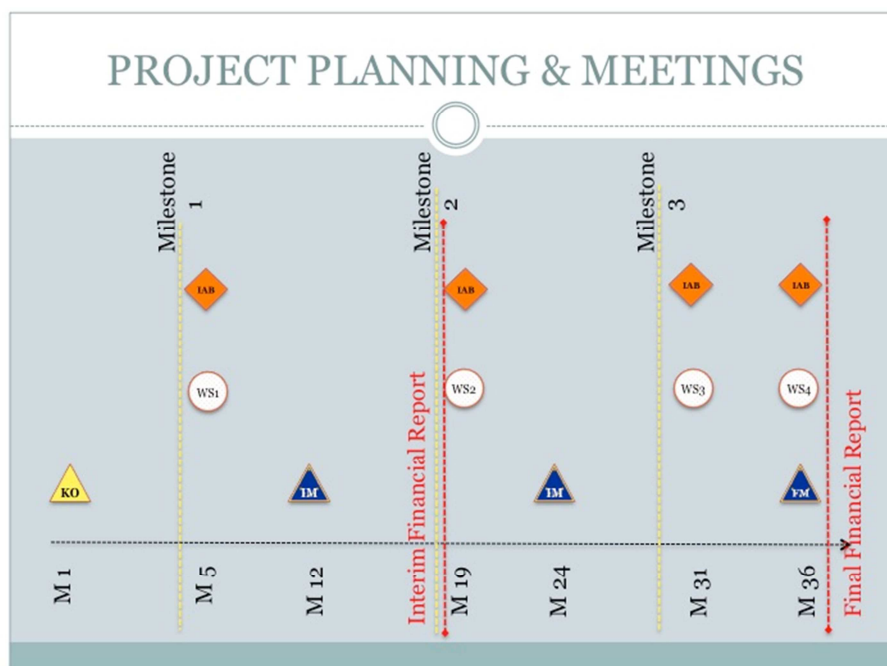 PROJECT PLANNING & MEETINGS
Milestone
1
Milestone
2
Milestone
3
IAB
IAB
IAB
IAB
WS1
WS2
WS3
WS4
KO
IM
IM
FM
Interim Financial Report
Final Financial Report
M 1
M 5
M 12
M 19
M 24
M 31
M 36